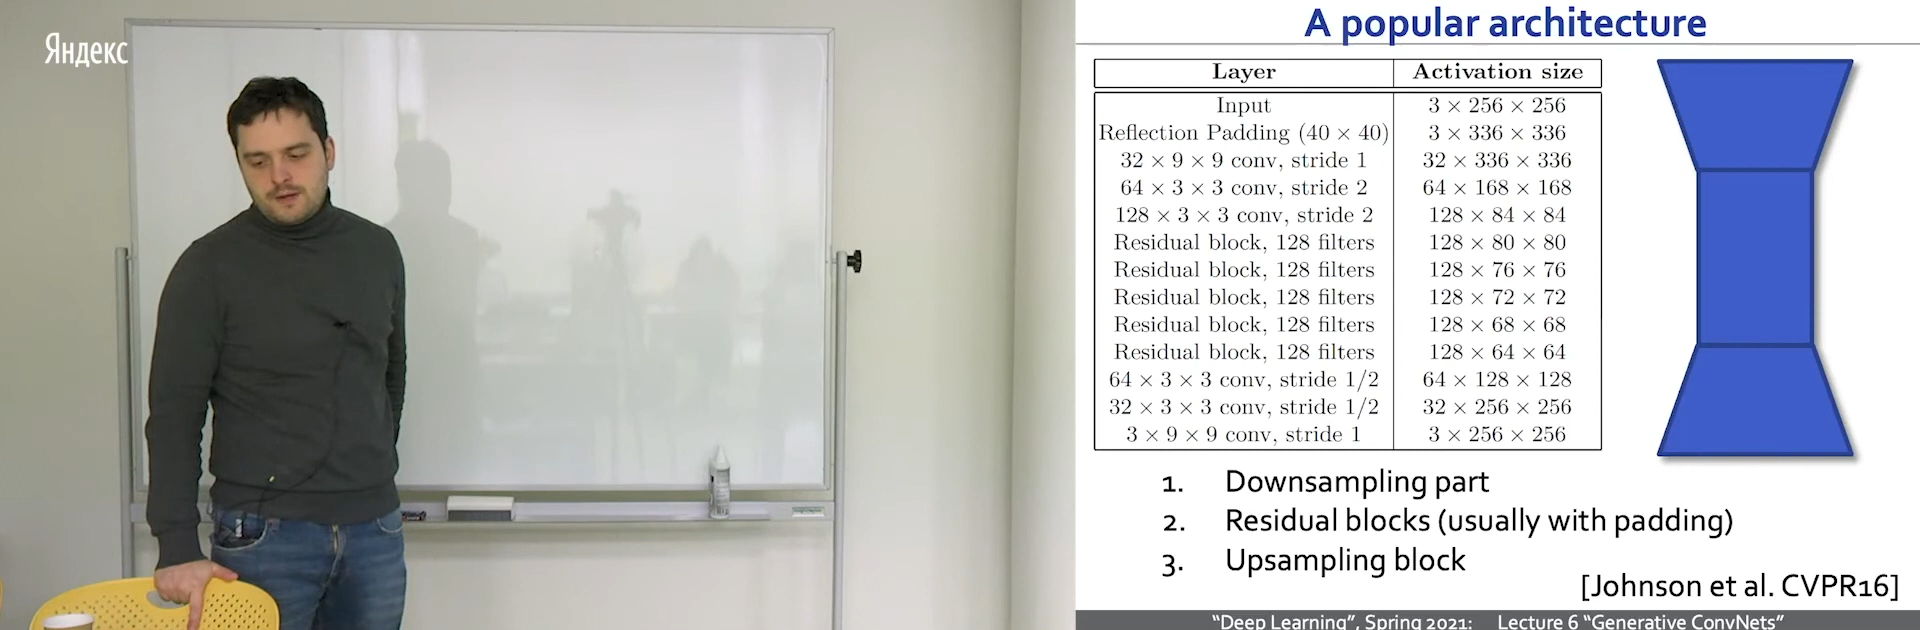 Яндекс
A popular architecture
Layer Activation size
Input 3 × 256 × 256
Reflection Padding (40 × 40) 3 × 336 × 336
32 × 9 × 9 conv, stride 1 32 × 336 × 336
64 × 3 × 3 conv, stride 2 64 × 168 × 168
128 × 3 × 3 conv, stride 2 128 × 84 × 84
Residual block, 128 filters 128 × 80 × 80
Residual block, 128 filters 128 × 76 × 76
Residual block, 128 filters 128 × 72 × 72
Residual block, 128 filters 128 × 68 × 68
Residual block, 128 filters 128 × 64 × 64
64 × 3 × 3 conv, stride 1/2 64 × 128 × 128
32 × 3 × 3 conv, stride 1/2 32 × 256 × 256
3 × 9 × 9 conv, stride 1 3 × 256 × 256
1. Downsampling part
2. Residual blocks (usually with padding)
3. Upsampling block
[Johnson et al. CVPR16]
"Deep Learning", Spring 2021: Lecture 6 "Generative ConvNets"